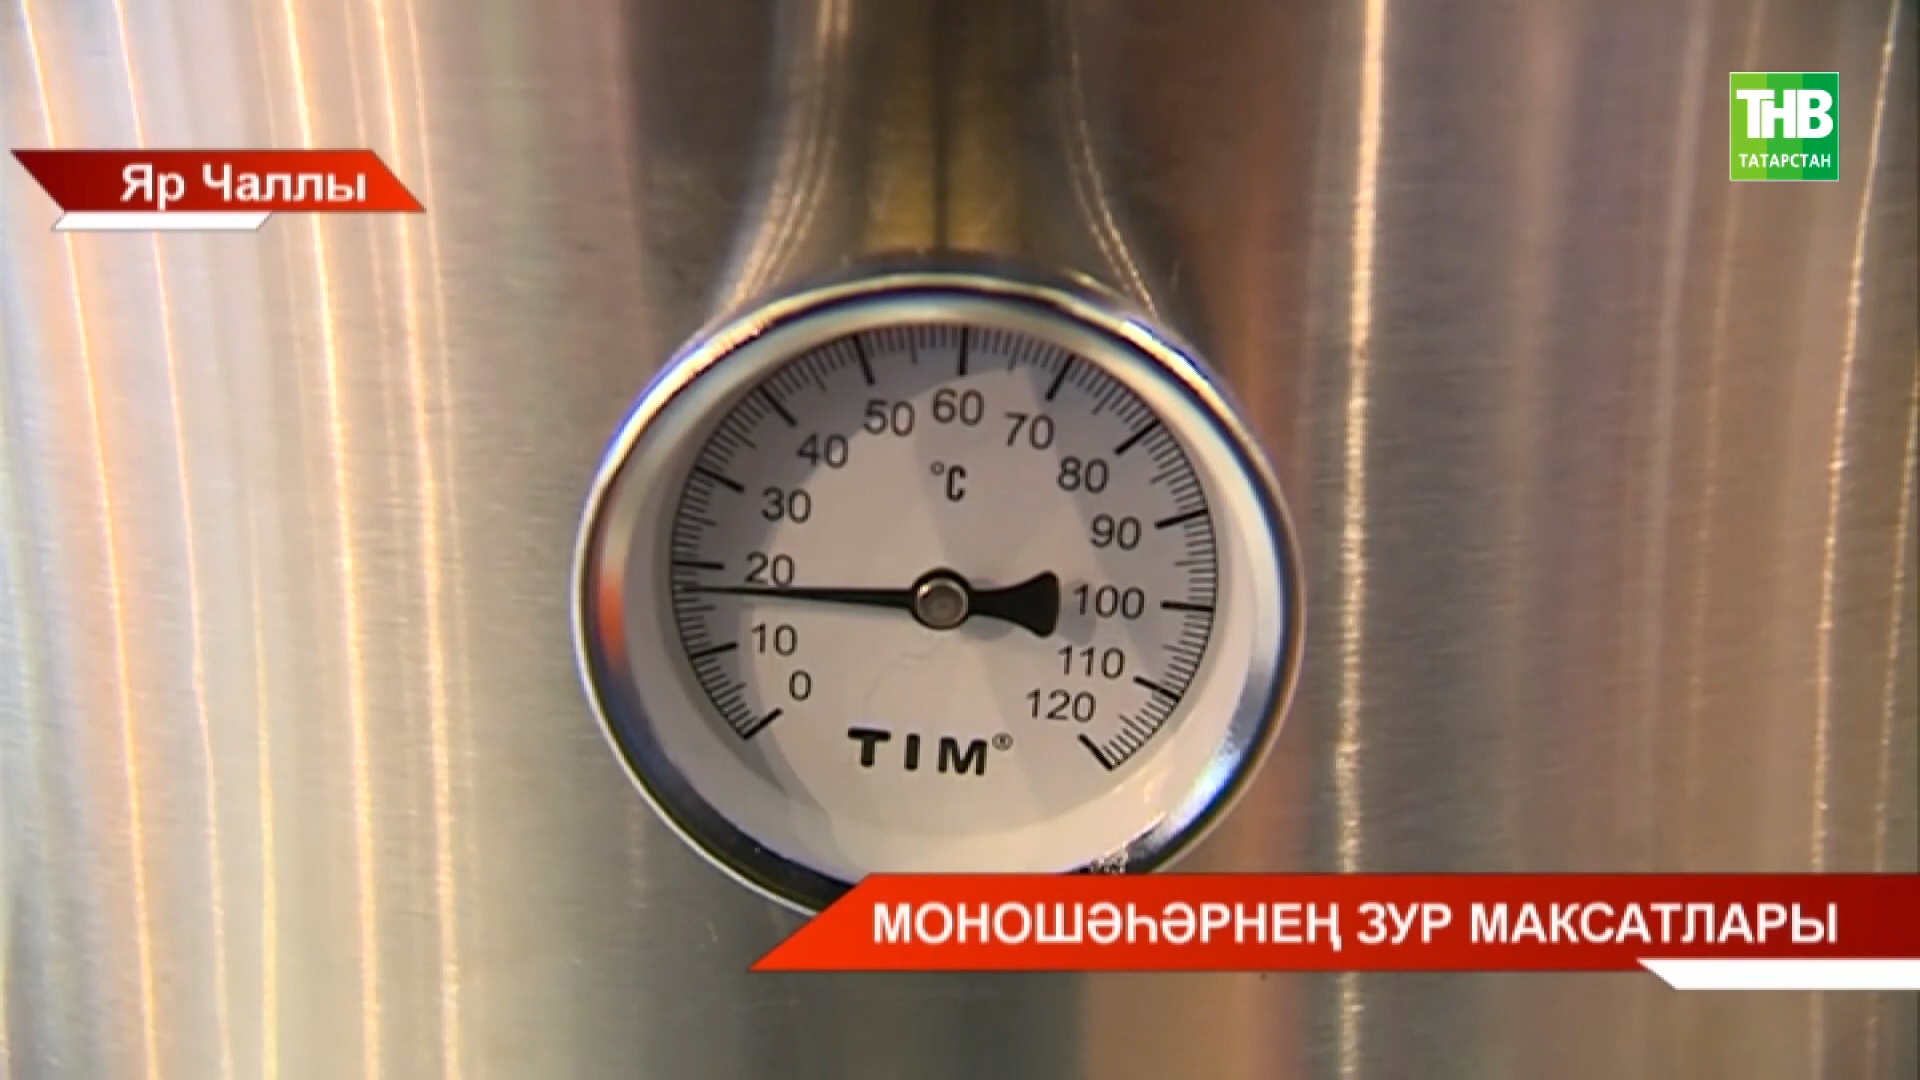 ТНВ
ТАТАРСТАН
Яр Чаллы
50 60 70
40 80
°C
30 90
20
100
10
110
0
120
TIM®
МОНОШӘҺӘРНЕҢ ЗУР МАКСАТЛАРЫ